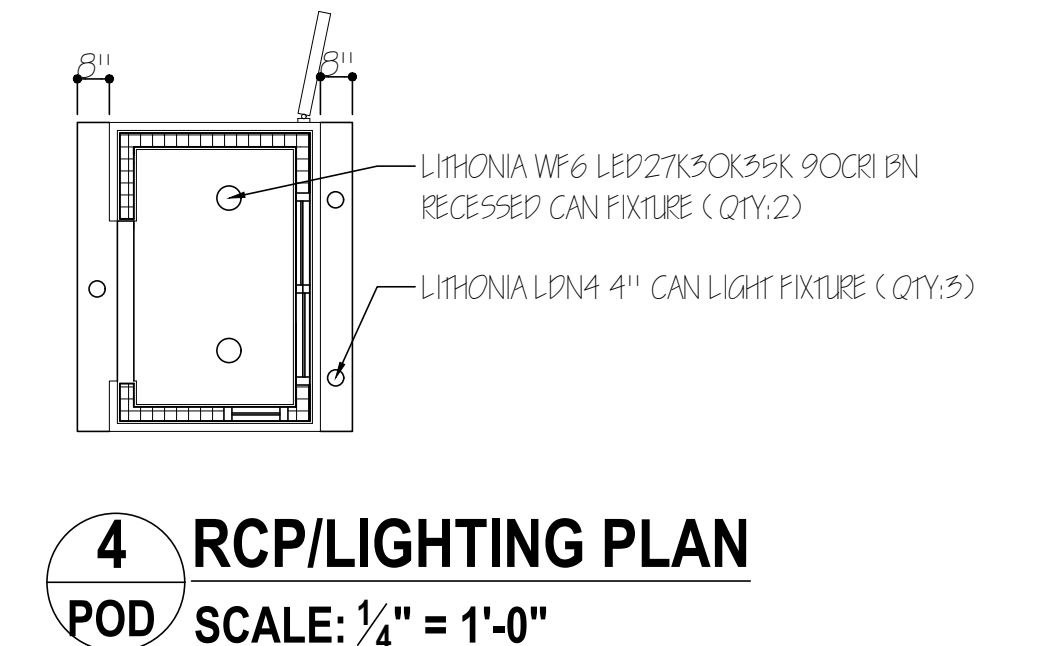 8" 8"
LITHONIA WF6 LED27K30K35K 90CRI BN
RECESSED CAN FIXTURE (QTY:2)
LITHONIA LDN4 4" CAN LIGHT FIXTURE (QTY:3)
4 RCP/LIGHTING PLAN
POD SCALE: 1/4" = 1'-0"